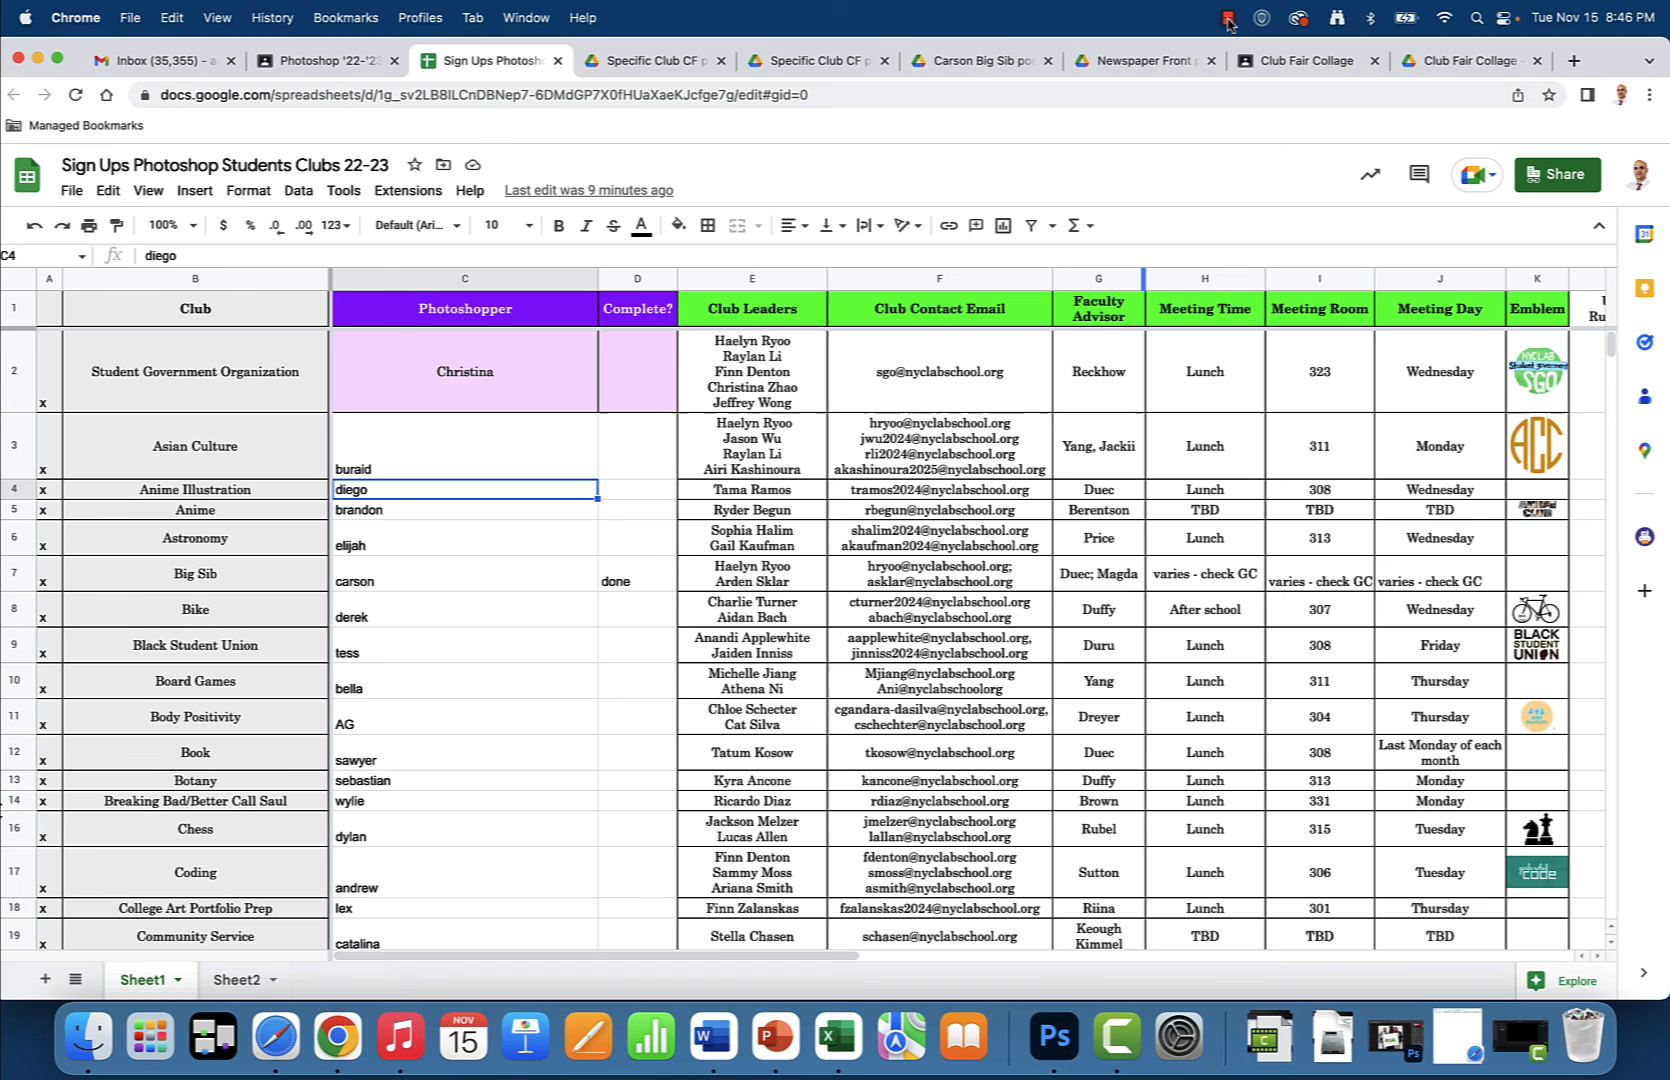 Chrome File Edit View History Bookmarks Profiles Tab Window Help Tue Nov 15 8:46 PM
Inbox (35,355) - Photoshop '22-'23 Sign Ups Photosh Specific Club CF p Specific Club CF p Carson Big Sib po Newspaper Front p Club Fair Collage Club Fair Collage -
docs.google.com/spreadsheets/d/1g_sv2LB8ILCnDBNep7-6DMdGP7X0fHUaXaeKJcfge7g/edit#gid=0
Managed Bookmarks
Sign Ups Photoshop Students Clubs 22-23
Share
File Edit View Insert Format Data Tools Extensions Help Last edit was 9 minutes ago
100% $ % .0 .00 123 Default (Ari... 10 B I S A
C4 fx diego
A B C D E F G H I J K
1 Club Photoshopper Complete? Club Leaders Club Contact Email Faculty Advisor Meeting Time Meeting Room Meeting Day Emblem Ru
2 x Student Government Organization Christina Haelyn Ryoo Raylan Li Finn Denton Christina Zhao Jeffrey Wong sgo@nyclabschool.org Reckhow Lunch 323 Wednesday NYC LAB Student government SGO
3 x Asian Culture buraid Haelyn Ryoo Jason Wu Raylan Li Airi Kashinoura hryoo@nyclabschool.org jwu2024@nyclabschool.org rli2024@nyclabschool.org akashinoura2025@nyclabschool.org Yang, Jackii Lunch 311 Monday ACC
4 x Anime Illustration diego Tama Ramos tramos2024@nyclabschool.org Duec Lunch 308 Wednesday
5 x Anime brandon Ryder Begun rbegun@nyclabschool.org Berentson TBD TBD TBD
6 x Astronomy elijah Sophia Halim Gail Kaufman shalim2024@nyclabschool.org akaufman2024@nyclabschool.org Price Lunch 313 Wednesday
7 x Big Sib carson done Haelyn Ryoo Arden Sklar hryoo@nyclabschool.org; asklar@nyclabschool.org Duec; Magda varies - check GC varies - check GC varies - check GC
8 x Bike derek Charlie Turner Aidan Bach cturner2024@nyclabschool.org abach@nyclabschool.org Duffy After school 307 Wednesday
9 x Black Student Union tess Anandi Applewhite Jaiden Inniss aapplewhite@nyclabschool.org, jinniss2024@nyclabschool.org Duru Lunch 308 Friday BLACK STUDENT UNION
10 x Board Games bella Michelle Jiang Athena Ni Mjiang@nyclabschool.org Ani@nyclabschoolorg Yang Lunch 311 Thursday
11 x Body Positivity AG Chloe Schecter Cat Silva cgandara-dasilva@nyclabschool.org, cschechter@nyclabschool.org Dreyer Lunch 304 Thursday
12 x Book sawyer Tatum Kosow tkosow@nyclabschool.org Duec Lunch 308 Last Monday of each month
13 x Botany sebastian Kyra Ancone kancone@nyclabschool.org Duffy Lunch 313 Monday
14 x Breaking Bad/Better Call Saul wylie Ricardo Diaz rdiaz@nyclabschool.org Brown Lunch 331 Monday
16 x Chess dylan Jackson Melzer Lucas Allen jmelzer@nyclabschool.org lallan@nyclabschool.org Rubel Lunch 315 Tuesday
17 x Coding andrew Finn Denton Sammy Moss Ariana Smith fdenton@nyclabschool.org smoss@nyclabschool.org asmith@nyclabschool.org Sutton Lunch 306 Tuesday code
18 x College Art Portfolio Prep lex Finn Zalanskas fzalanskas2024@nyclabschool.org Riina Lunch 301 Thursday
19 x Community Service catalina Stella Chasen schasen@nyclabschool.org Keough Kimmel TBD TBD TBD
Sheet1 Sheet2 Explore
NOV 15 W P X Ps C